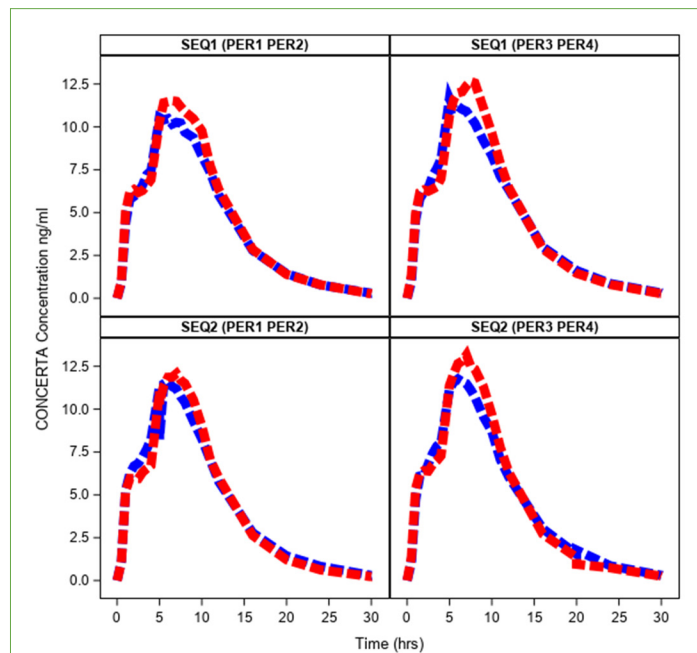 SEQ1 (PER1 PER2)
SEQ1 (PER3 PER4)
12.5
10.0
7.5
5.0
2.5
0.0
SEQ2 (PER1 PER2)
SEQ2 (PER3 PER4)
12.5
10.0
7.5
5.0
2.5
0.0
CONCERTA Concentration ng/ml
0 5 10 15 20 25 30
0 5 10 15 20 25 30
Time (hrs)